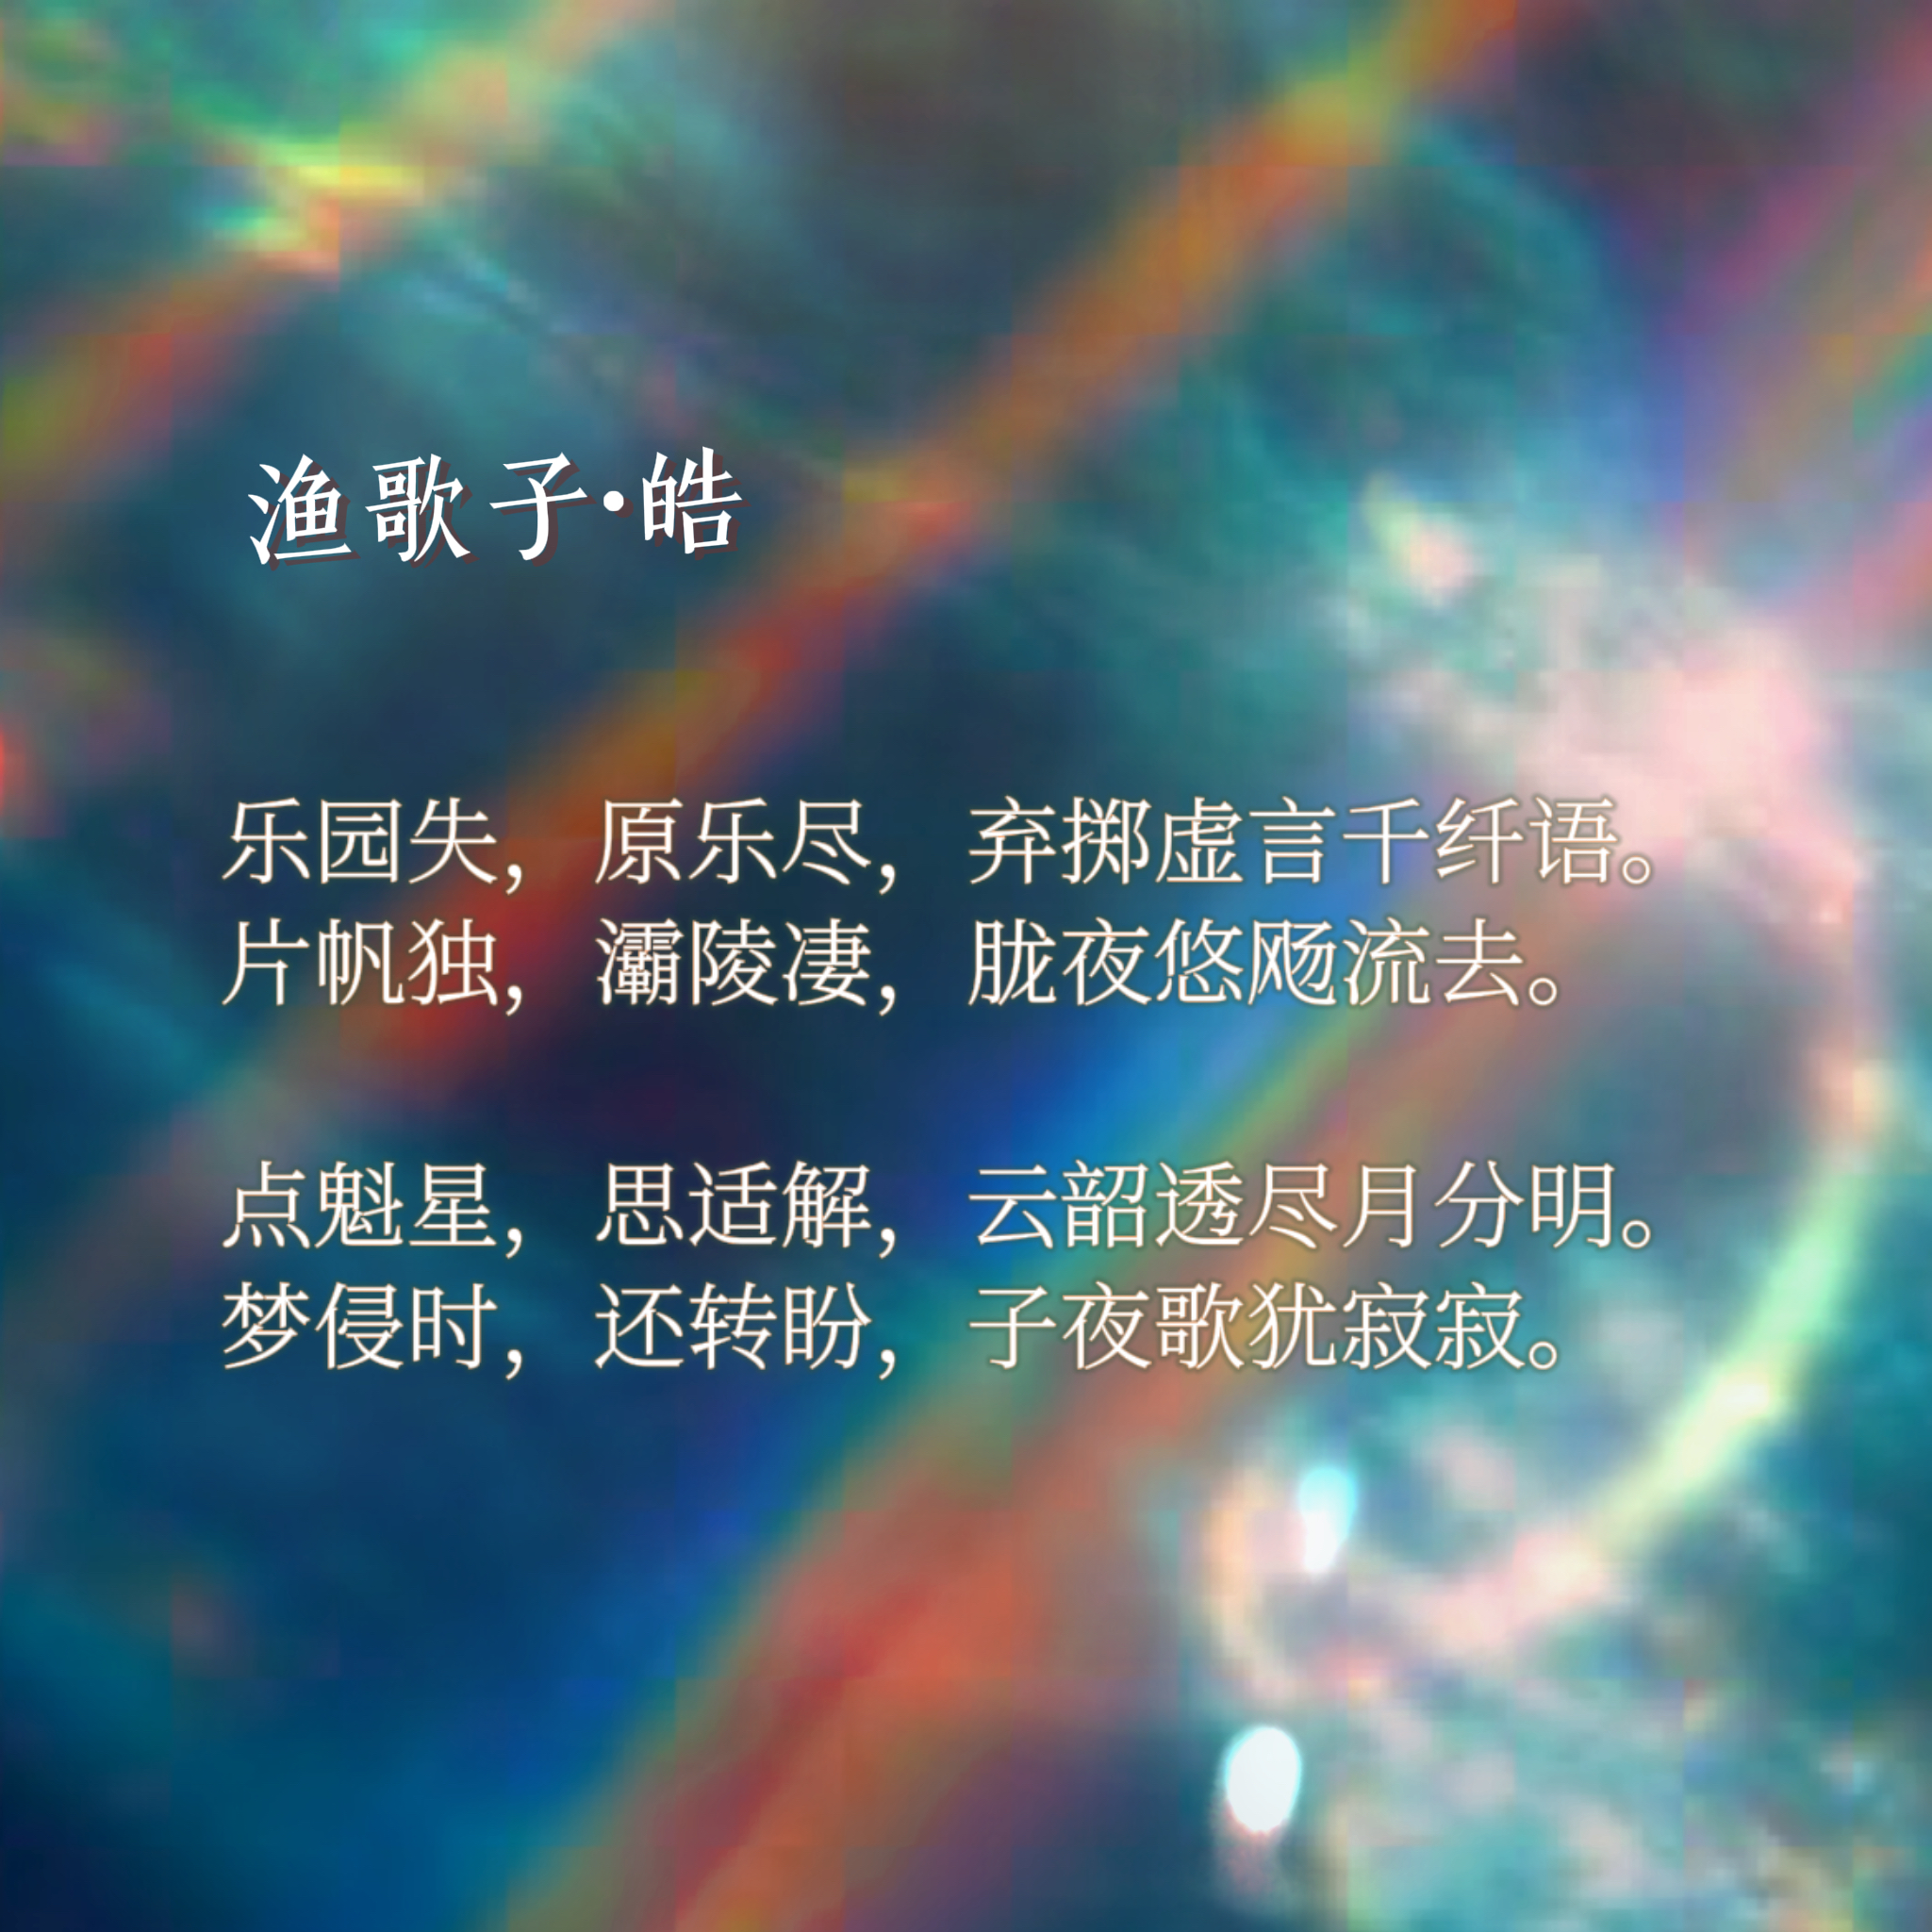 渔歌子·皓
乐园失，原乐尽，弃掷虚言千纤语。
片帆独，灞陵凄，胧夜悠飏流去。
点魁星，思适解，云韶透尽月分明。
梦侵时，还转盼，子夜歌犹寂寂。